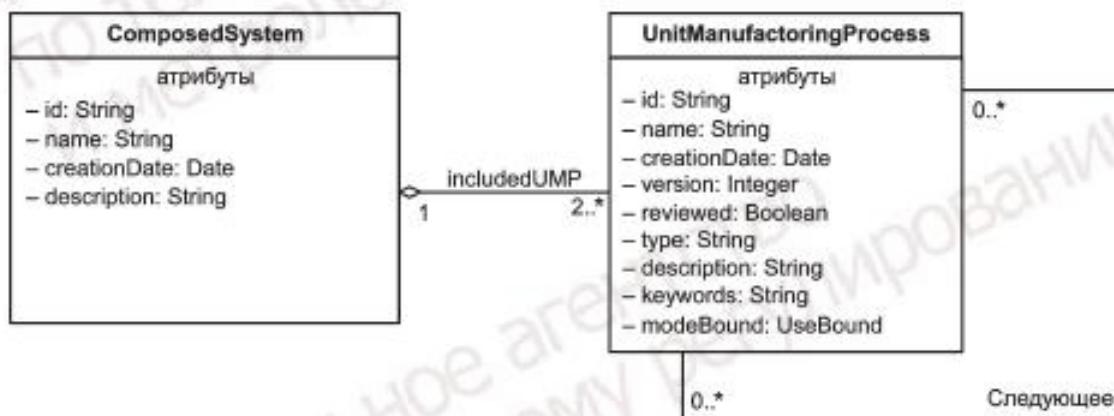 ComposedSystem
атрибуты
– id: String
– name: String
– creationDate: Date
– description: String
includedUMP
1
2..*
UnitManufactoringProcess
атрибуты
– id: String
– name: String
– creationDate: Date
– version: Integer
– reviewed: Boolean
– type: String
– description: String
– keywords: String
– modeBound: UseBound
0..*
0..*
Следующее